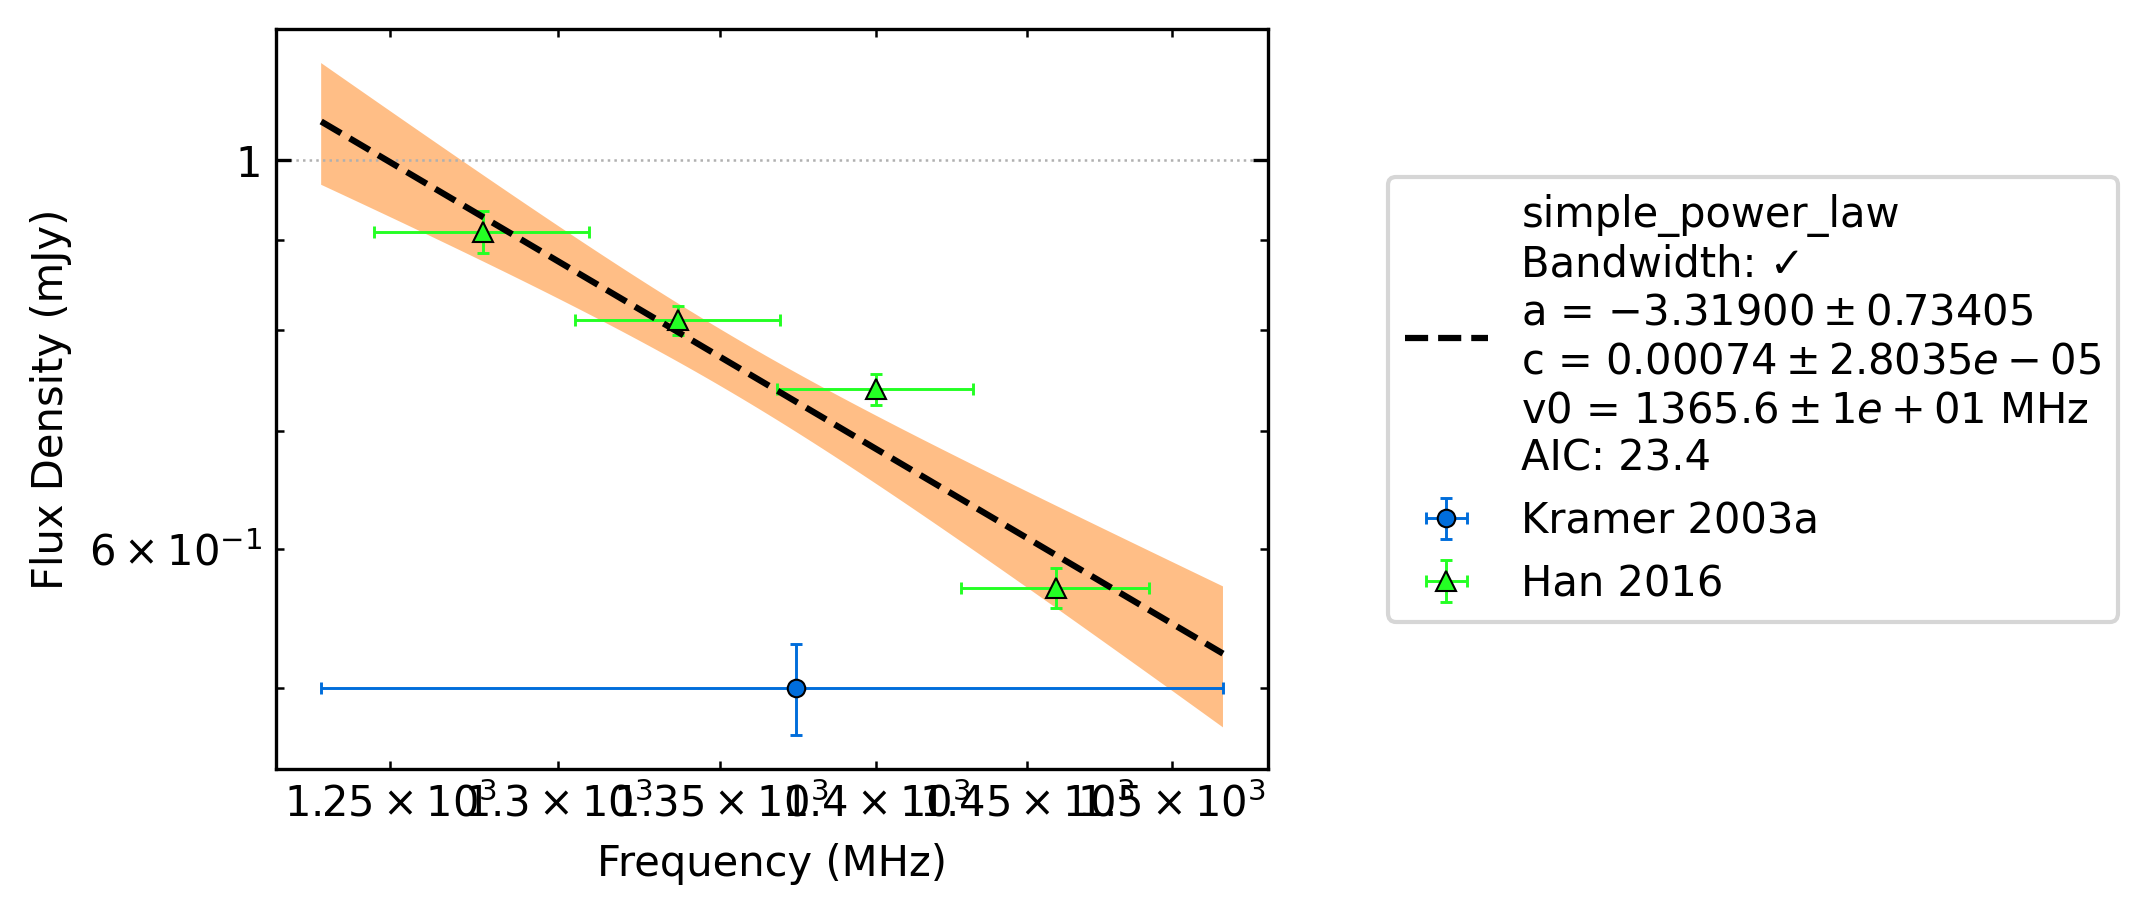 1
6 × 10⁻¹
Flux Density (mJy)
1.25 × 10³ 1.3 × 10³ 1.35 × 10³ 1.4 × 10³ 1.45 × 10³ 1.5 × 10³
Frequency (MHz)
simple_power_law
Bandwidth: ✓
a = −3.31900 ± 0.73405
c = 0.00074 ± 2.8035e − 05
v0 = 1365.6 ± 1e + 01 MHz
AIC: 23.4
Kramer 2003a
Han 2016